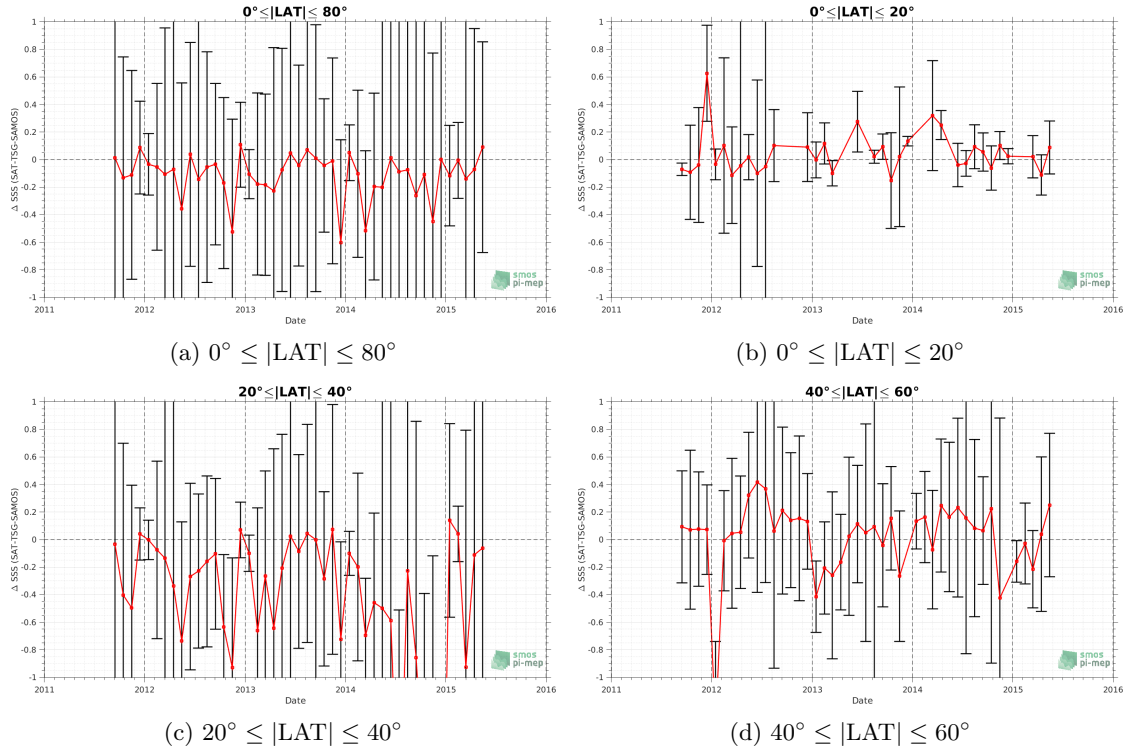 0°≤|LAT|≤ 80°
Δ SSS (SAT-TSG-SAMOS)
1
0.8
0.6
0.4
0.2
0
-0.2
-0.4
-0.6
-0.8
-1
2011 2012 2013 2014 2015 2016
Date
smos
pi-mep
(a) 0° ≤ |LAT| ≤ 80°
0°≤|LAT|≤ 20°
Δ SSS (SAT-TSG-SAMOS)
1
0.8
0.6
0.4
0.2
0
-0.2
-0.4
-0.6
-0.8
-1
2011 2012 2013 2014 2015 2016
Date
smos
pi-mep
(b) 0° ≤ |LAT| ≤ 20°
20°≤|LAT|≤ 40°
Δ SSS (SAT-TSG-SAMOS)
1
0.8
0.6
0.4
0.2
0
-0.2
-0.4
-0.6
-0.8
-1
2011 2012 2013 2014 2015 2016
Date
smos
pi-mep
(c) 20° ≤ |LAT| ≤ 40°
40°≤|LAT|≤ 60°
Δ SSS (SAT-TSG-SAMOS)
1
0.8
0.6
0.4
0.2
0
-0.2
-0.4
-0.6
-0.8
-1
2011 2012 2013 2014 2015 2016
Date
smos
pi-mep
(d) 40° ≤ |LAT| ≤ 60°